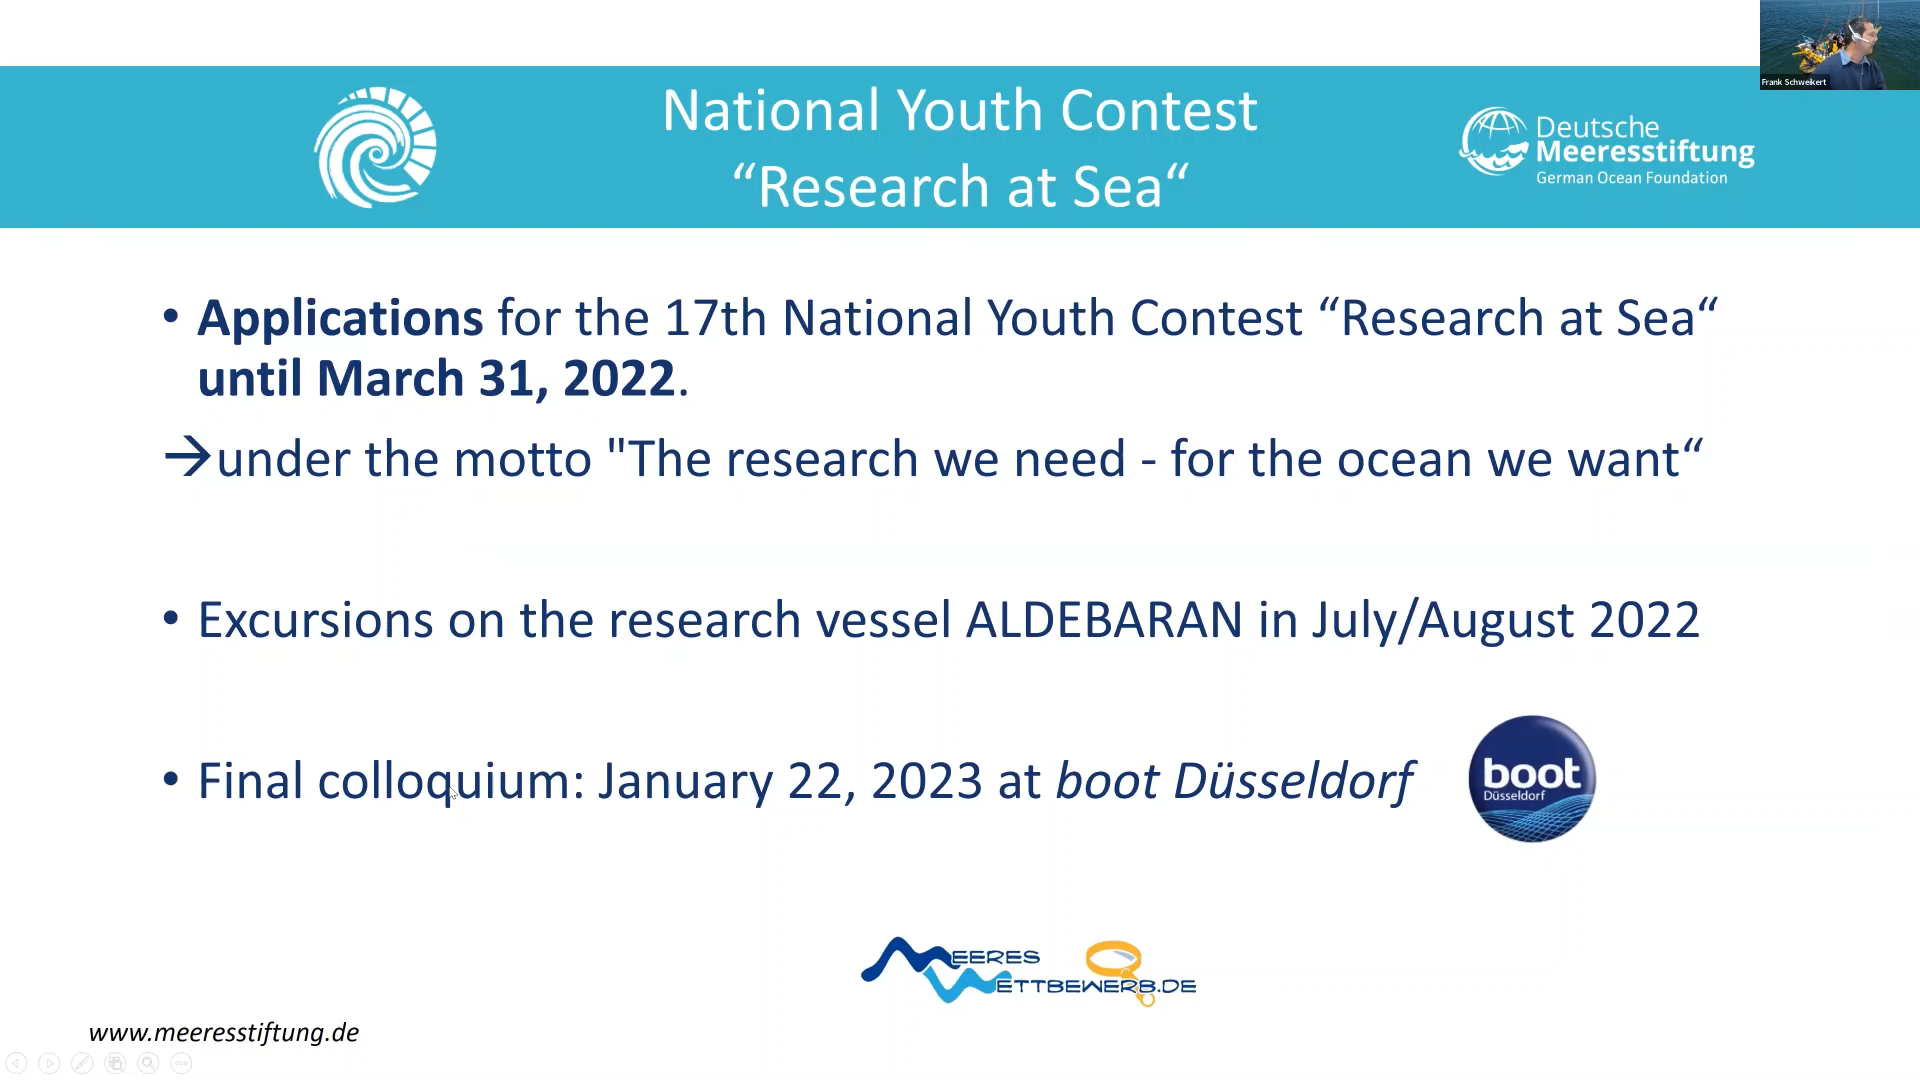 Frank Schweikert
National Youth Contest
“Research at Sea“
Deutsche
Meeresstiftung
German Ocean Foundation
• Applications for the 17th National Youth Contest “Research at Sea“
until March 31, 2022.
→under the motto "The research we need - for the ocean we want“
• Excursions on the research vessel ALDEBARAN in July/August 2022
• Final colloquium: January 22, 2023 at boot Düsseldorf
boot
Düsseldorf
MEERES
WETTBEWERB.DE
www.meeresstiftung.de